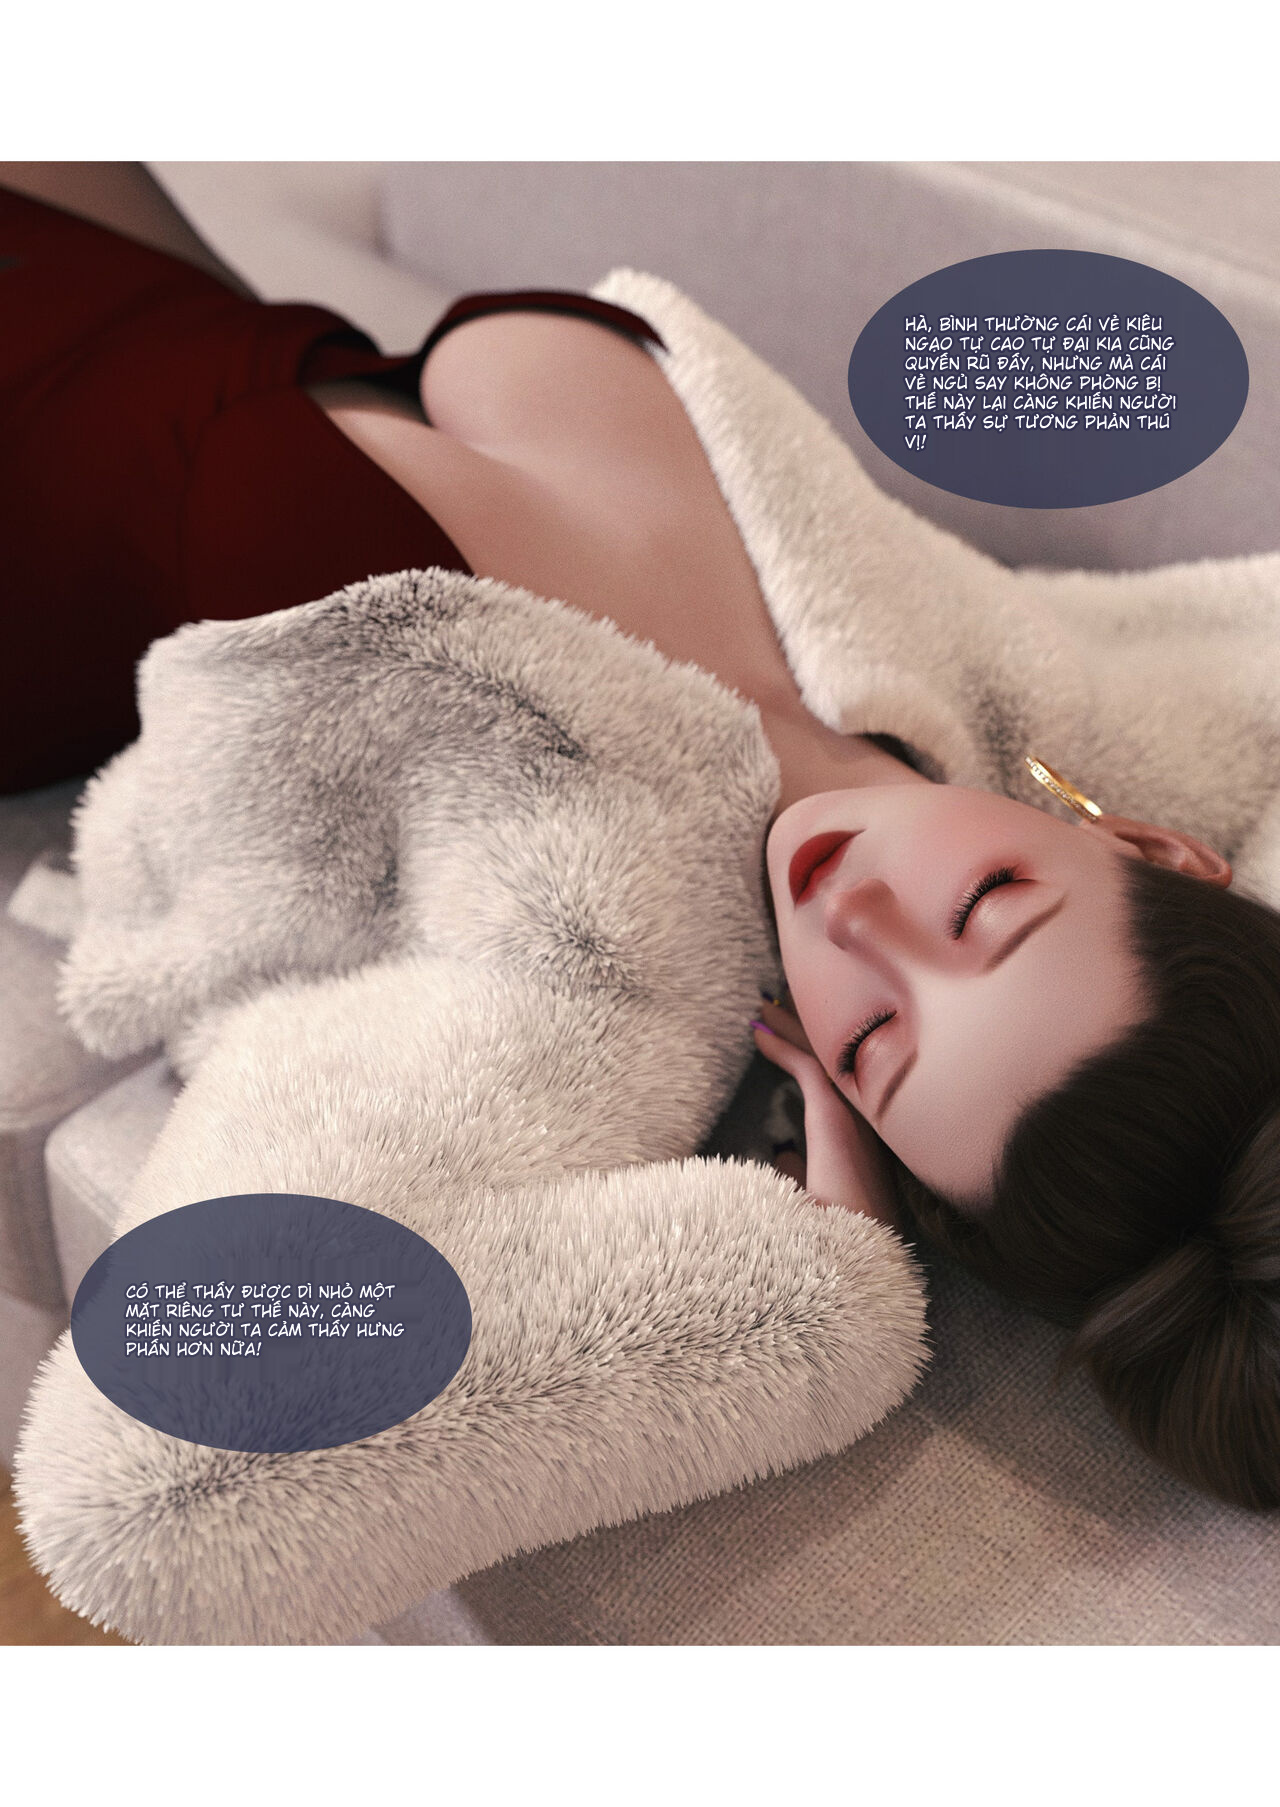 HÀ, BÌNH THƯỜNG CÁI VẺ KIÊU
NGẠO TỰ CAO TỰ ĐẠI KIA CŨNG
QUYẾN RŨ ĐẤY, NHƯNG MÀ CÁI
VẺ NGỦ SAY KHÔNG PHÒNG BỊ
THẾ NÀY LẠI CÀNG KHIẾN NGƯỜI
TA THẤY SỰ TƯƠNG PHẢN THÚ
VỊ!
CÓ THỂ THẤY ĐƯỢC DÌ NHỎ MỘT
MẶT RIÊNG TƯ THẾ NÀY, CÀNG
KHIẾN NGƯỜI TA CẢM THẤY HƯNG
PHẤN HƠN NỮA!